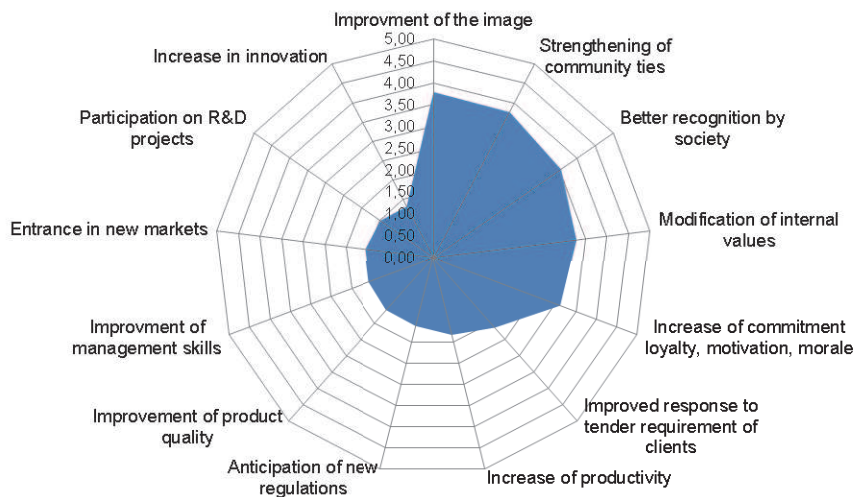 Improvment of the image
5,00
4,50
4,00
3,50
3,00
2,50
2,00
1,50
1,00
0,50
0,00
Strengthening of
community ties
Better recognition by
society
Modification of internal
values
Increase of commitment
loyalty, motivation, morale
Improved response to
tender requirement of
clients
Increase of productivity
Anticipation of new
regulations
Improvement of product
quality
Improvment of
management skills
Entrance in new markets
Participation on R&D
projects
Increase in innovation